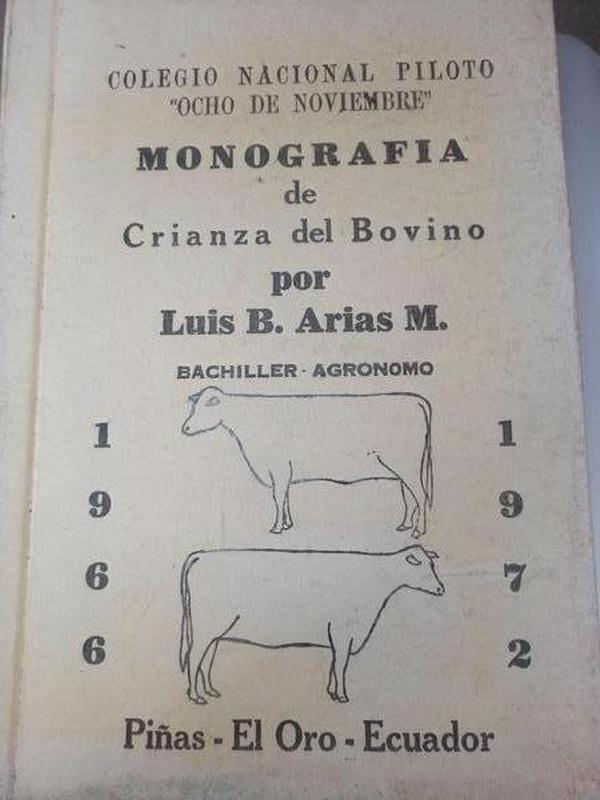 COLEGIO NACIONAL PILOTO
"OCHO DE NOVIEMBRE"
MONOGRAFIA
de
Crianza del Bovino
por
Luis B. Arias M.
BACHILLER - AGRONOMO
1 1
9 9
6 7
6 2
Piñas - El Oro - Ecuador